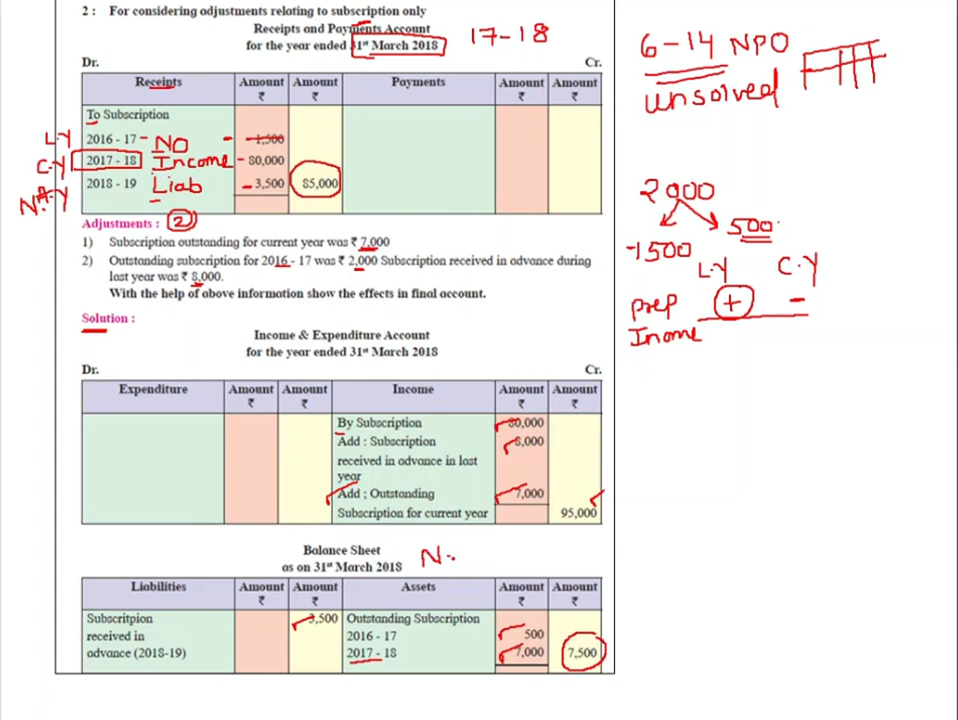 2 : For considering adjustments relating to subscription only
Receipts and Payments Account
for the year ended 31st March 2018
17-18
Dr. Cr.
Receipts Amount ₹ Amount ₹ Payments Amount ₹ Amount ₹
To Subscription
L.Y 2016 - 17 - NO - 1,500
C.Y 2017 - 18 Income - 80,000
N.Y 2018 - 19 Liab - 3,500 85,000
Adjustments : 2
1) Subscription outstanding for current year was ₹ 7,000
2) Outstanding subscription for 2016 - 17 was ₹ 2,000 Subscription received in advance during
last year was ₹ 8,000.
With the help of above information show the effects in final account.
Solution :
Income & Expenditure Account
for the year ended 31st March 2018
Dr. Cr.
Expenditure Amount ₹ Amount ₹ Income Amount ₹ Amount ₹
By Subscription 80,000
Add : Subscription 8,000
received in advance in last
year
Add ; Outstanding 7,000
Subscription for current year 95,000
Balance Sheet
as on 31st March 2018 N.
Liabilities Amount ₹ Amount ₹ Assets Amount ₹ Amount ₹
Subscritpion 3,500 Outstanding Subscription
received in 2016 - 17 500
advance (2018-19) 2017 - 18 7,000 7,500
6-14 NPO
unsolved
2000
-1500 500
L.Y C.Y
prep + -
Inome